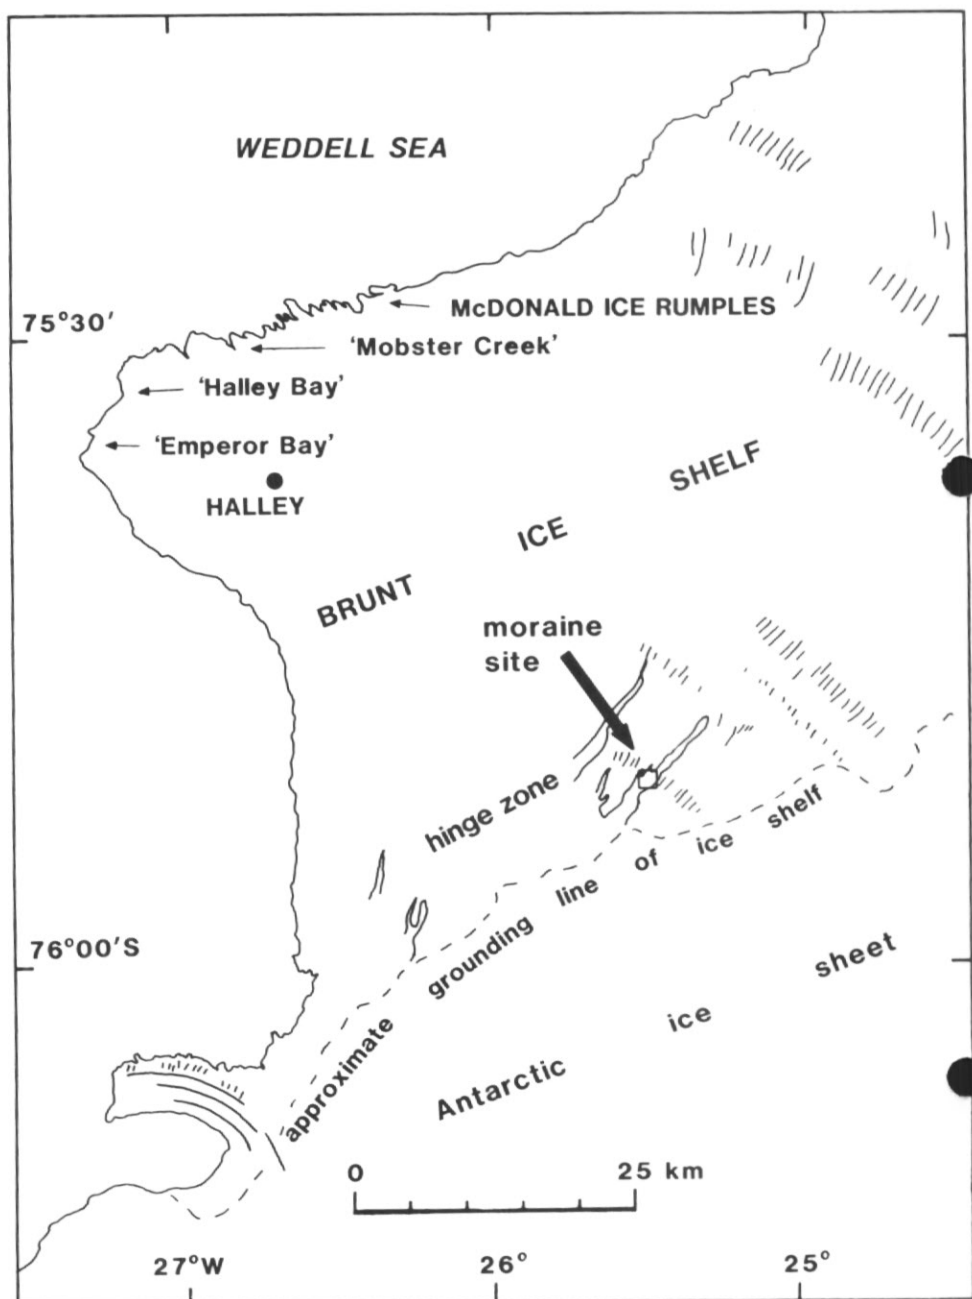 WEDDELL SEA
McDONALD ICE RUMPLES
75°30'
'Mobster Creek'
'Halley Bay'
'Emperor Bay'
HALLEY
BRUNT ICE SHELF
moraine
site
hinge zone
approximate grounding line of ice shelf
76°00'S
Antarctic ice sheet
0 25 km
27°W 26° 25°